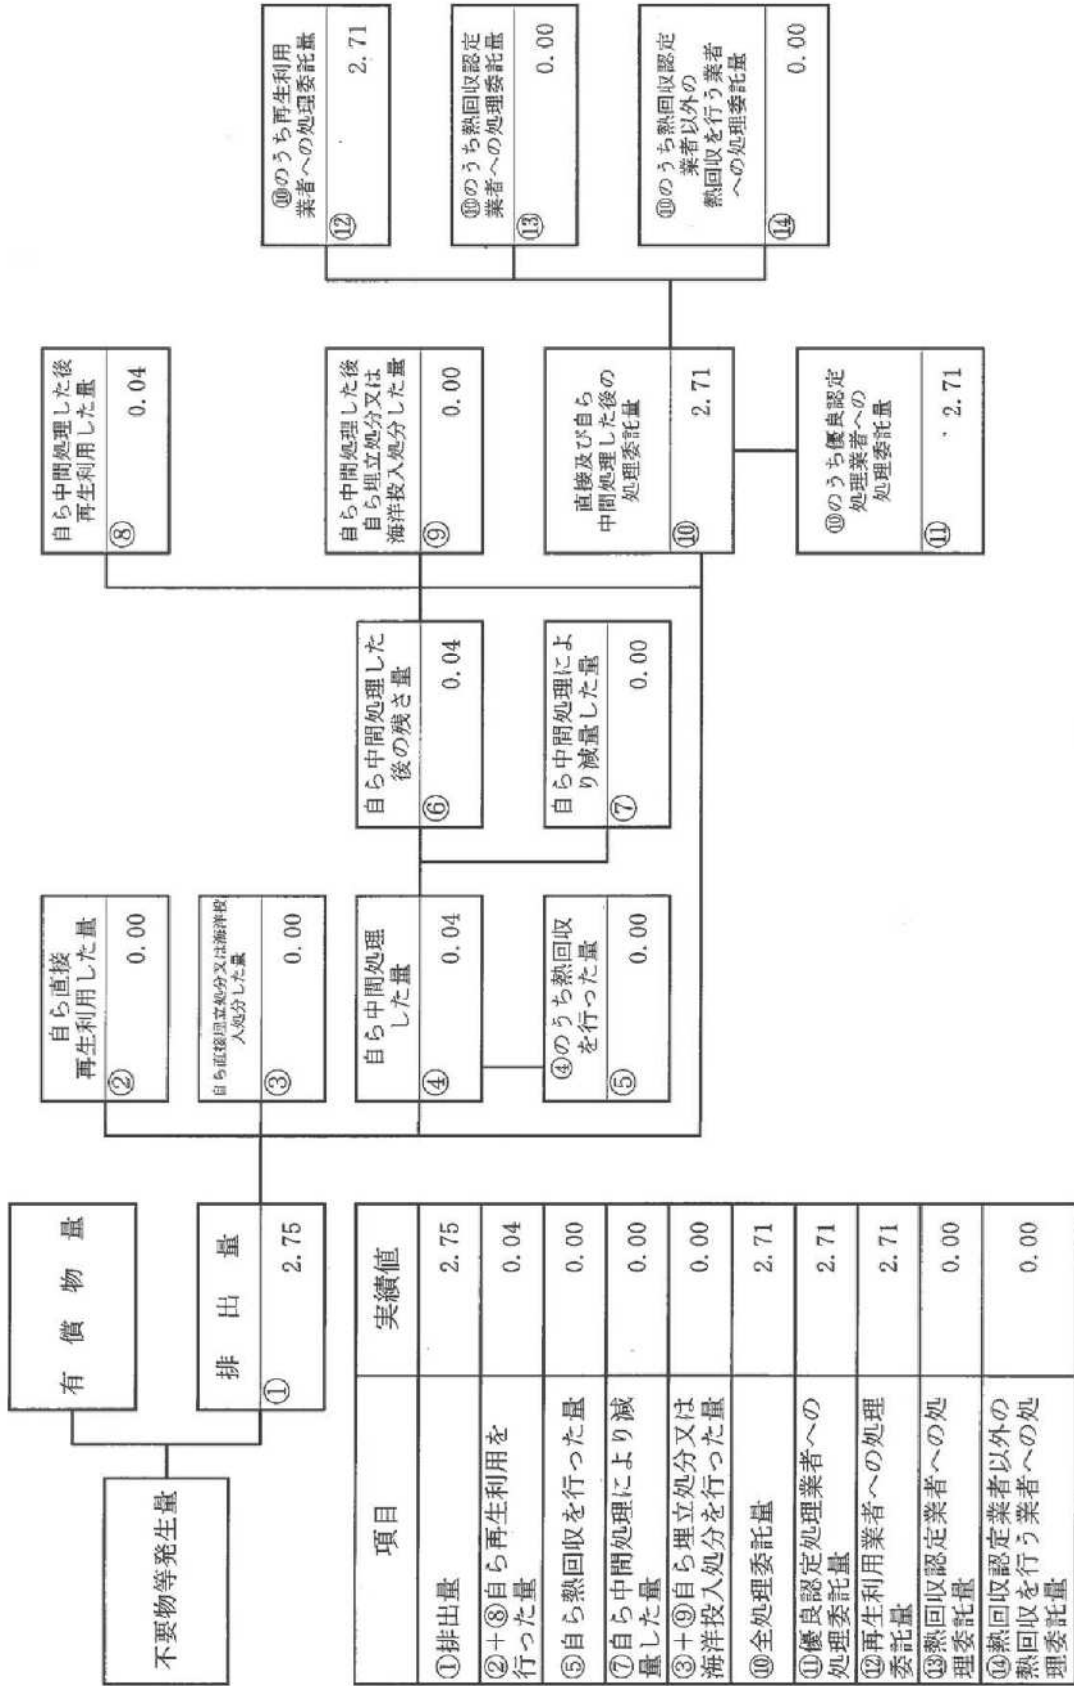 不要物等発生量
有償物量
排出量
①
2.75
自ら直接
再生利用した量
②
0.00
自ら直接埋立処分又は海洋投
入処分した量
③
0.00
自ら中間処理
した量
④
0.04
④のうち熱回収
を行った量
⑤
0.00
自ら中間処理した
後の残さ量
⑥
0.04
自ら中間処理によ
り減量した量
⑦
0.00
自ら中間処理した後
再生利用した量
⑧
0.04
自ら中間処理した後
自ら埋立処分又は
海洋投入処分した量
⑨
0.00
直接及び自ら
中間処理した後の
処理委託量
⑩
2.71
⑩のうち優良認定
処理業者への
処理委託量
⑪
2.71
⑩のうち再生利用
業者への処理委託量
⑫
2.71
⑩のうち熱回収認定
業者への処理委託量
⑬
0.00
⑩のうち熱回収認定
業者以外の
熱回収を行う業者
への処理委託量
⑭
0.00
項目 実績値
①排出量 2.75
②+⑧自ら再生利用を
行った量 0.04
⑤自ら熱回収を行った量 0.00
⑦自ら中間処理により減
量した量 0.00
③+⑨自ら埋立処分又は
海洋投入処分を行った量 0.00
⑩全処理委託量 2.71
⑪優良認定処理業者への
処理委託量 2.71
⑫再生利用業者への処理
委託量 2.71
⑬熱回収認定業者への処
理委託量 0.00
⑭熱回収認定業者以外の
熱回収を行う業者への処
理委託量 0.00